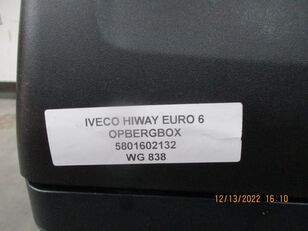 IVECO HIWAY EURO 6
OPBERGBOX
5801602132
WG 838
12/13/2022 16:10